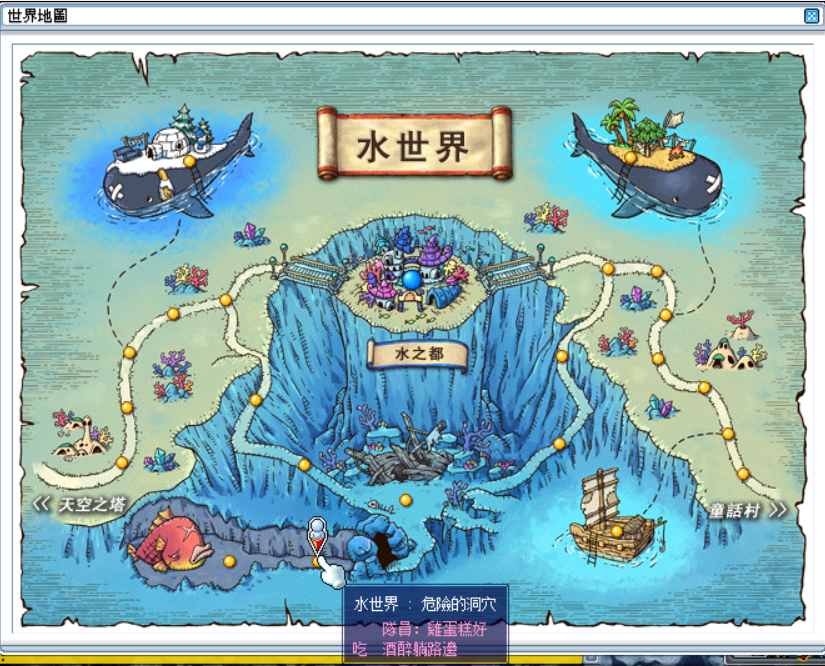 世界地圖
水世界
水之都
<< 天空之塔
童話村 >>
水世界 : 危險的洞穴
隊員: 雞蛋糕好
吃 酒醉躺路邊